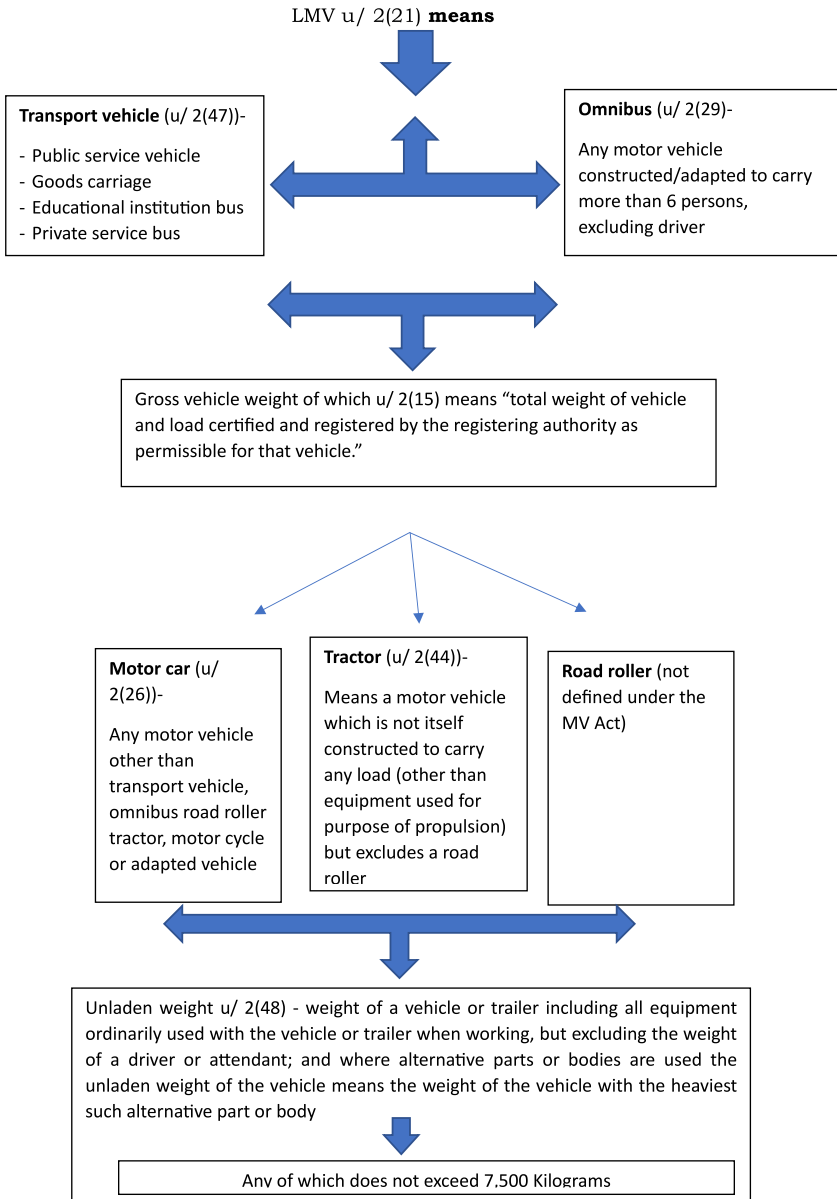 LMV u/ 2(21) means
Transport vehicle (u/ 2(47))-
- Public service vehicle
- Goods carriage
- Educational institution bus
- Private service bus
Omnibus (u/ 2(29)-
Any motor vehicle
constructed/adapted to carry
more than 6 persons,
excluding driver
Gross vehicle weight of which u/ 2(15) means “total weight of vehicle
and load certified and registered by the registering authority as
permissible for that vehicle.”
Motor car (u/
2(26))-
Any motor vehicle
other than
transport vehicle,
omnibus road roller
tractor, motor cycle
or adapted vehicle
Tractor (u/ 2(44))-
Means a motor vehicle
which is not itself
constructed to carry
any load (other than
equipment used for
purpose of propulsion)
but excludes a road
roller
Road roller (not
defined under the
MV Act)
Unladen weight u/ 2(48) - weight of a vehicle or trailer including all equipment
ordinarily used with the vehicle or trailer when working, but excluding the weight
of a driver or attendant; and where alternative parts or bodies are used the
unladen weight of the vehicle means the weight of the vehicle with the heaviest
such alternative part or body
Any of which does not exceed 7,500 Kilograms